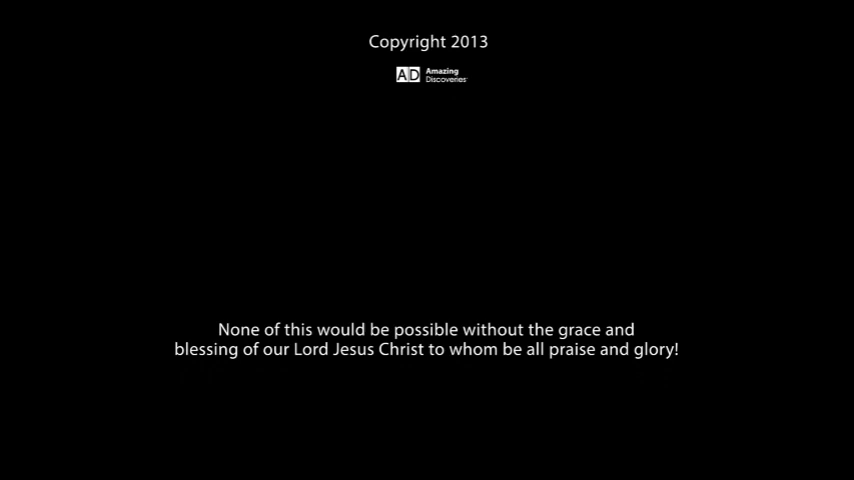 Copyright 2013
AD Amazing
Discoveries
None of this would be possible without the grace and
blessing of our Lord Jesus Christ to whom be all praise and glory!